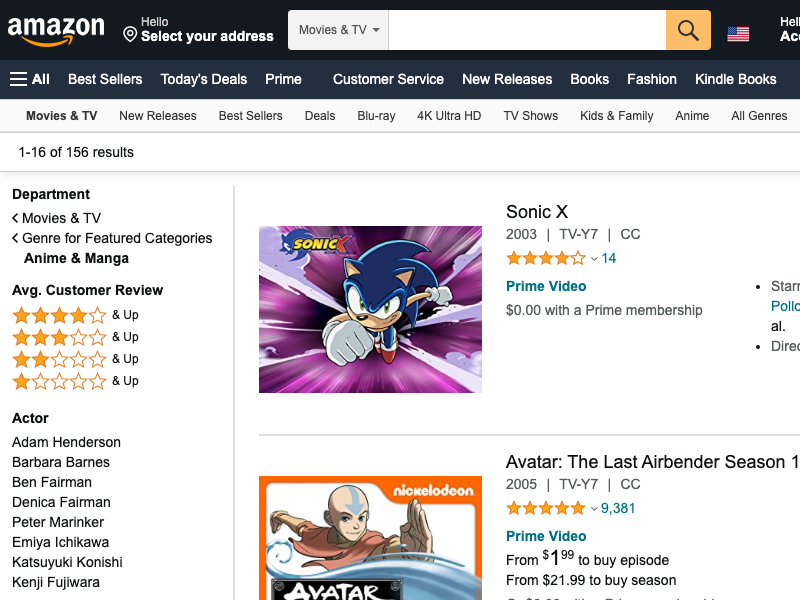 amazon
Hello
Select your address
Movies & TV
All
Best Sellers
Today's Deals
Prime
Customer Service
New Releases
Books
Fashion
Kindle Books
Movies & TV
New Releases
Best Sellers
Deals
Blu-ray
4K Ultra HD
TV Shows
Kids & Family
Anime
All Genres
1-16 of 156 results
Department
Movies & TV
Genre for Featured Categories
Anime & Manga
Avg. Customer Review
& Up
& Up
& Up
& Up
Actor
Adam Henderson
Barbara Barnes
Ben Fairman
Denica Fairman
Peter Marinker
Emiya Ichikawa
Katsuyuki Konishi
Kenji Fujiwara
SONIC X
Sonic X
2003 | TV-Y7 | CC
14
Prime Video
$0.00 with a Prime membership
al.
nickelodeon
AVATAR
Avatar: The Last Airbender Season 1
2005 | TV-Y7 | CC
9,381
Prime Video
From $1.99 to buy episode
From $21.99 to buy season